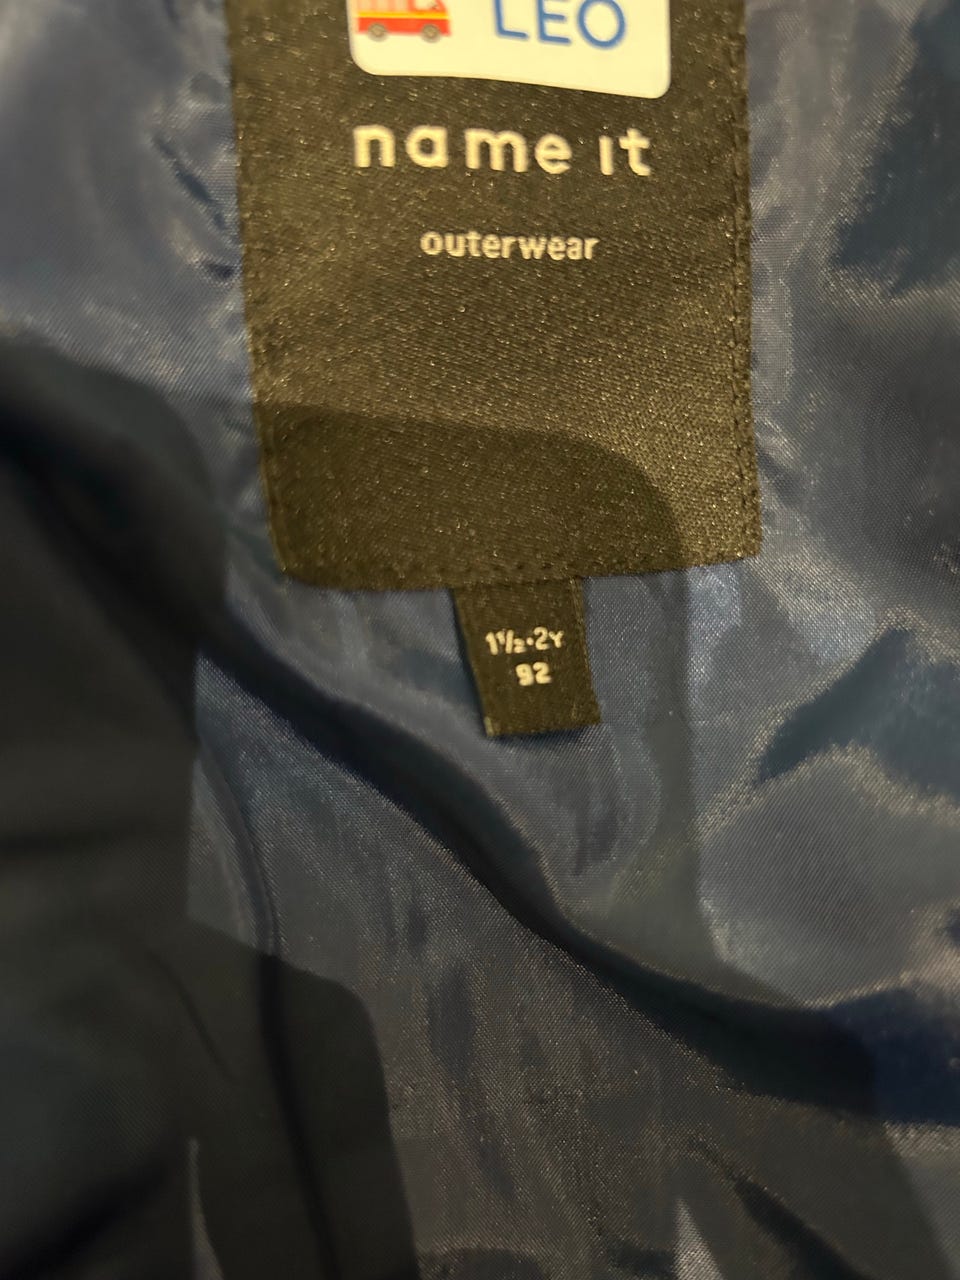 LEO
name it
outerwear
1½-2Y
92